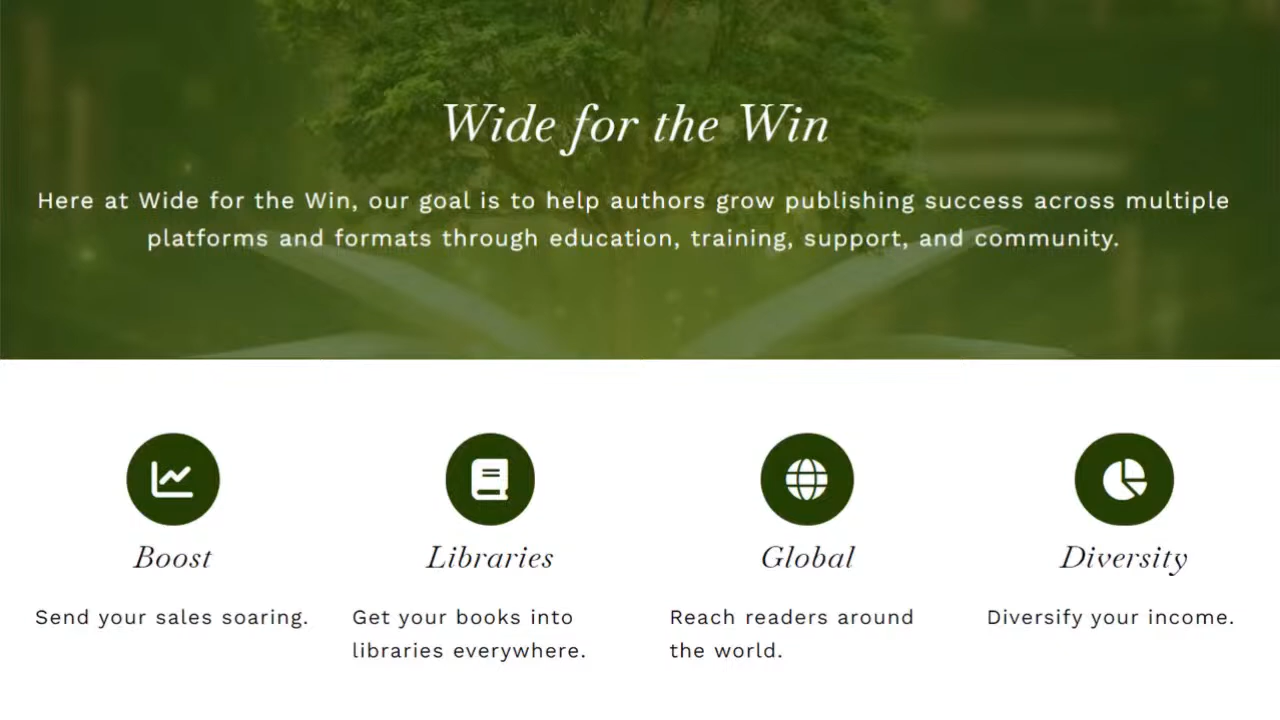 Wide for the Win
Here at Wide for the Win, our goal is to help authors grow publishing success across multiple
platforms and formats through education, training, support, and community.
Boost
Send your sales soaring.
Libraries
Get your books into
libraries everywhere.
Global
Reach readers around
the world.
Diversity
Diversify your income.